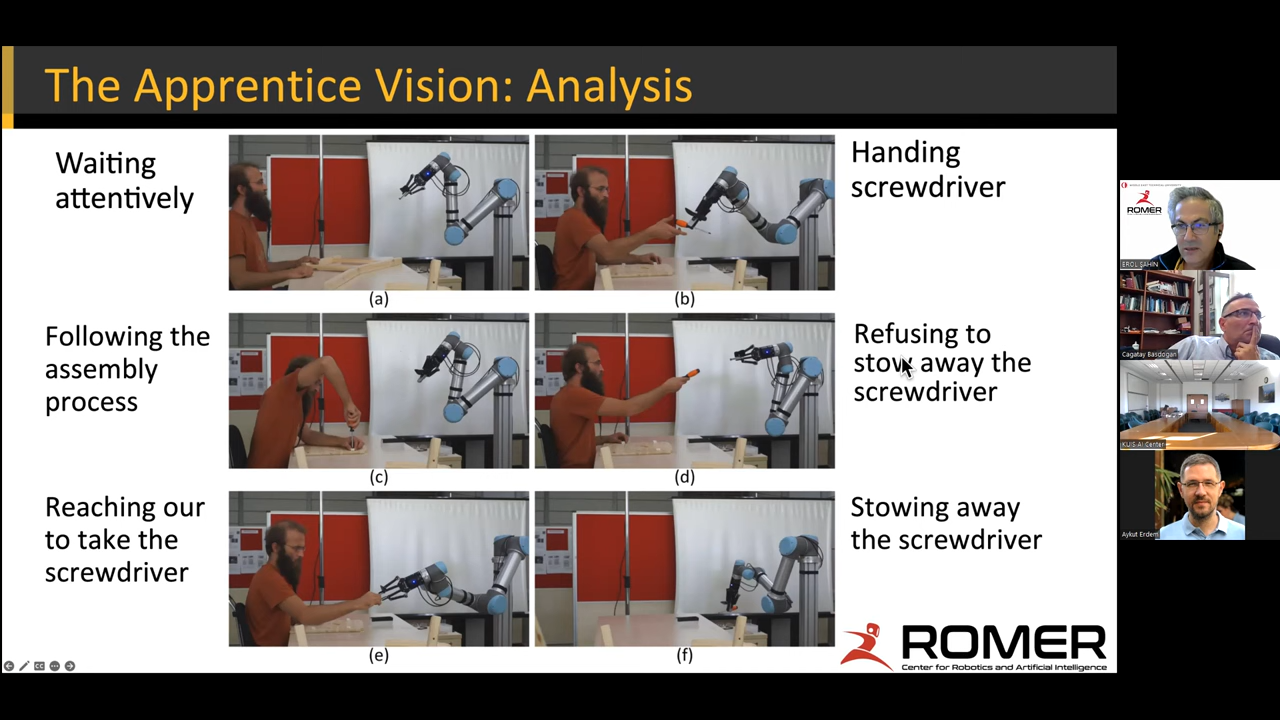 The Apprentice Vision: Analysis
Waiting
attentively
(a)
(b)
Handing
screwdriver
Following the
assembly
process
(c)
(d)
Refusing to
stow away the
screwdriver
Reaching our
to take the
screwdriver
(e)
(f)
Stowing away
the screwdriver
ROMER
Center for Robotics and Artificial Intelligence
ROMER
EROL ŞAHİN
Cagatay Basdogan
KUIS AI Center
Aykut Erdem